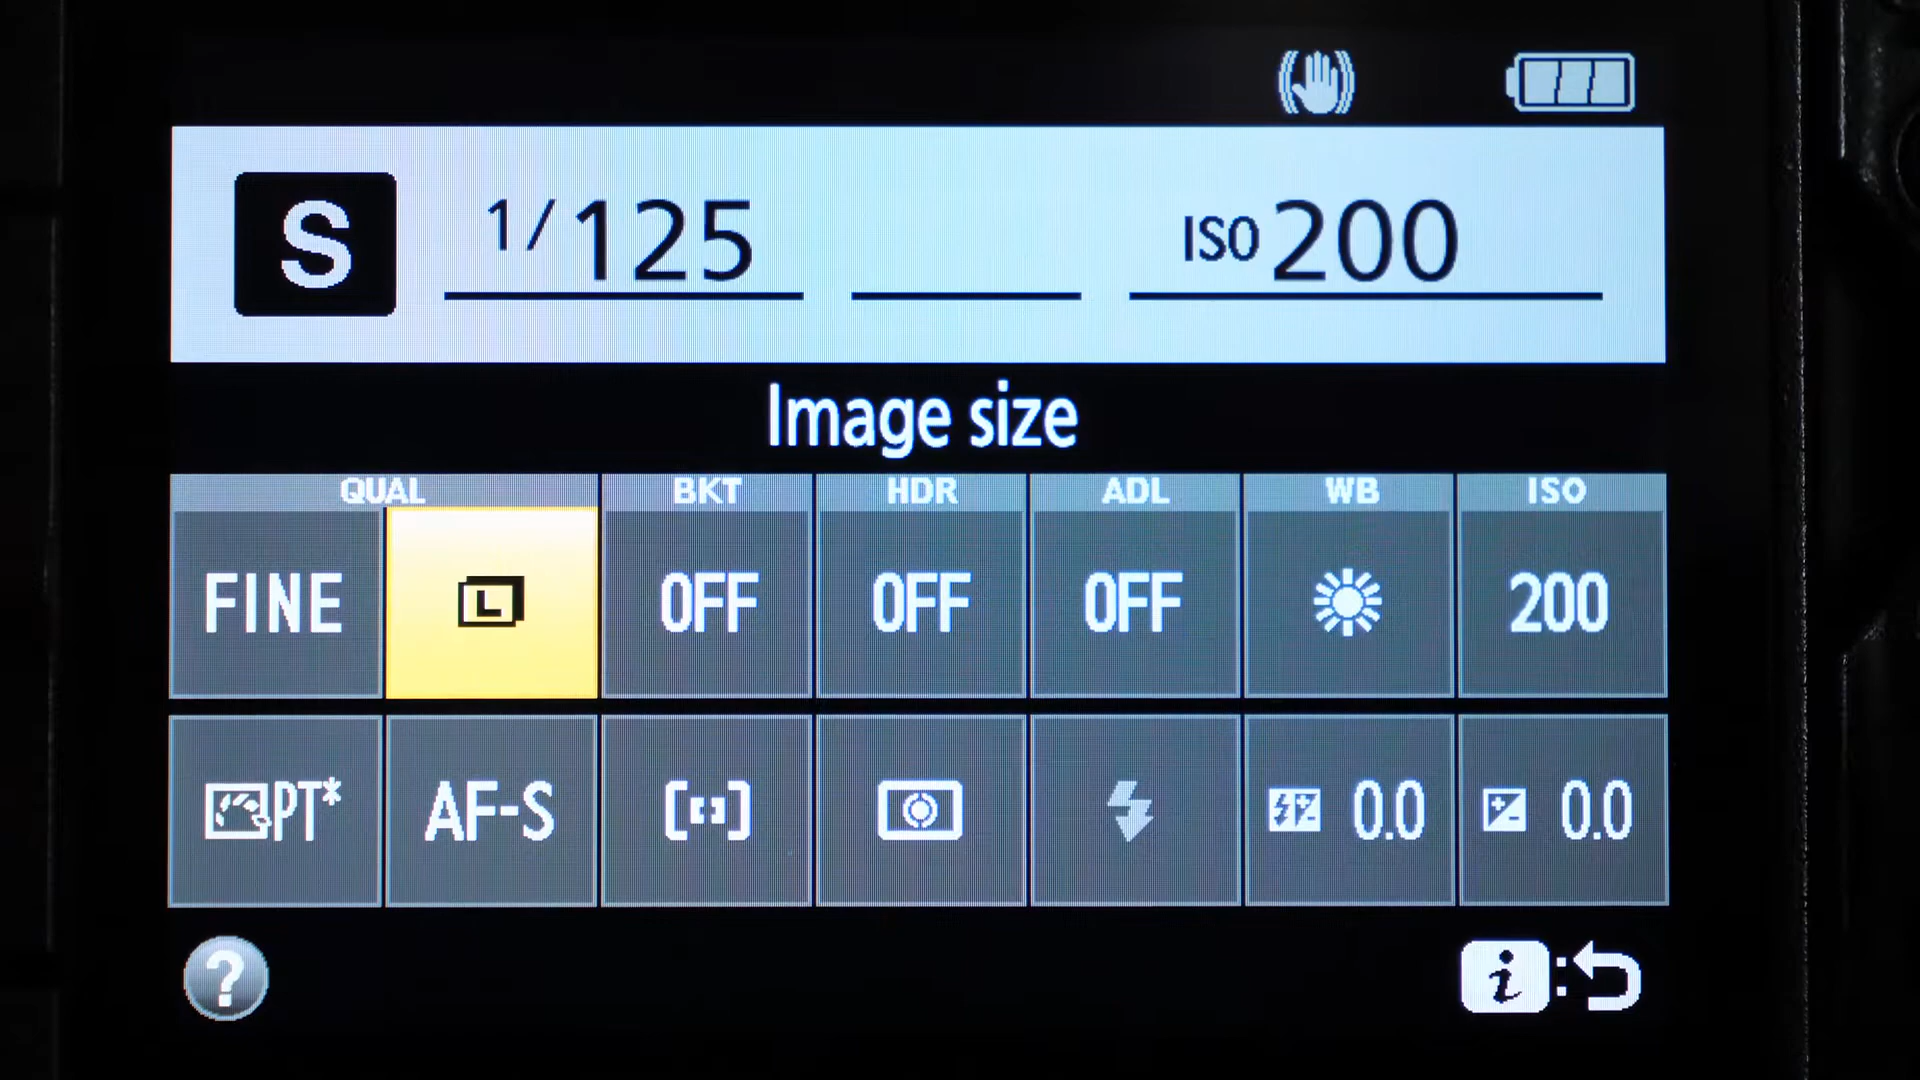 S 1/125 ISO 200
Image size
QUAL BKT HDR ADL WB ISO
FINE L OFF OFF OFF 200
PT* AF-S 0.0 0.0
? i: